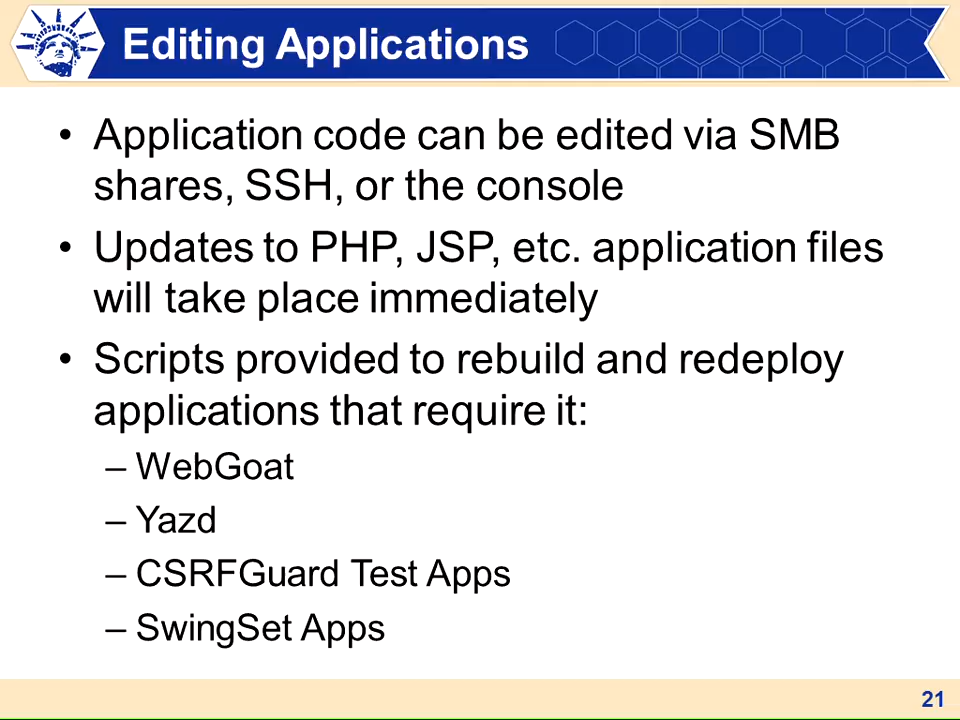 Editing Applications
• Application code can be edited via SMB
shares, SSH, or the console
• Updates to PHP, JSP, etc. application files
will take place immediately
• Scripts provided to rebuild and redeploy
applications that require it:
– WebGoat
– Yazd
– CSRFGuard Test Apps
– SwingSet Apps
21